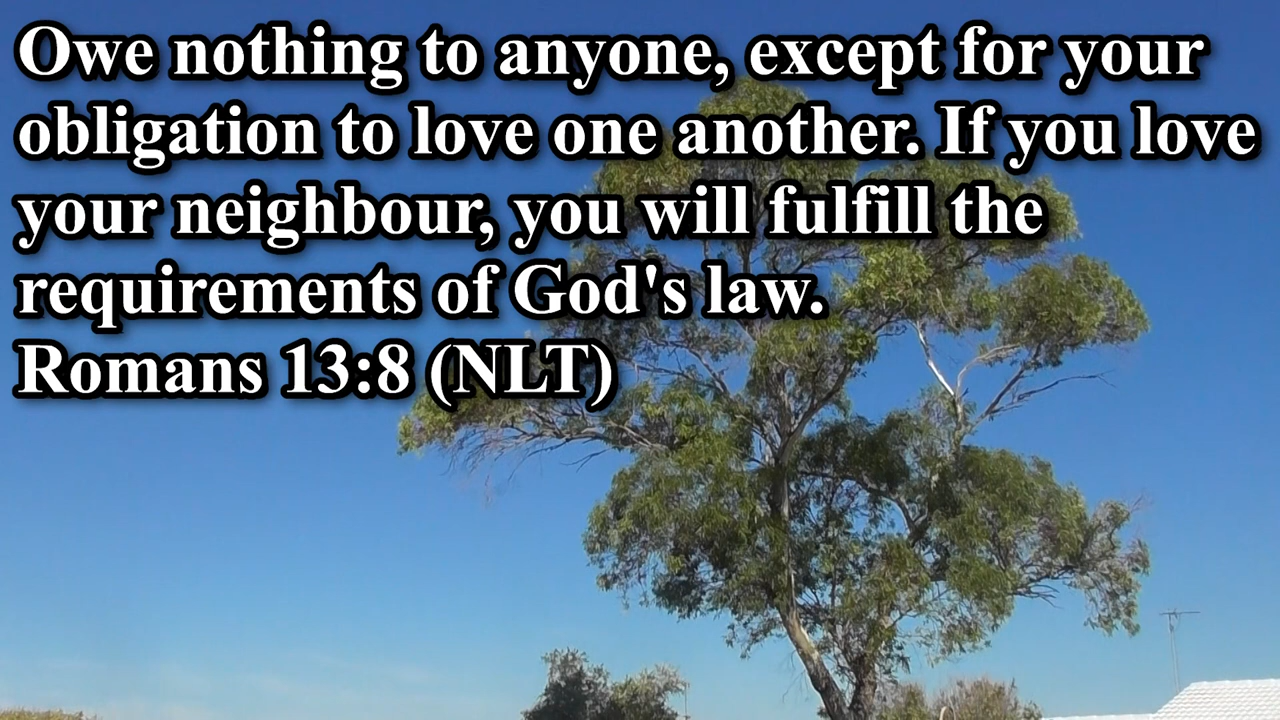 Owe nothing to anyone, except for your
obligation to love one another. If you love
your neighbour, you will fulfill the
requirements of God's law.
Romans 13:8 (NLT)